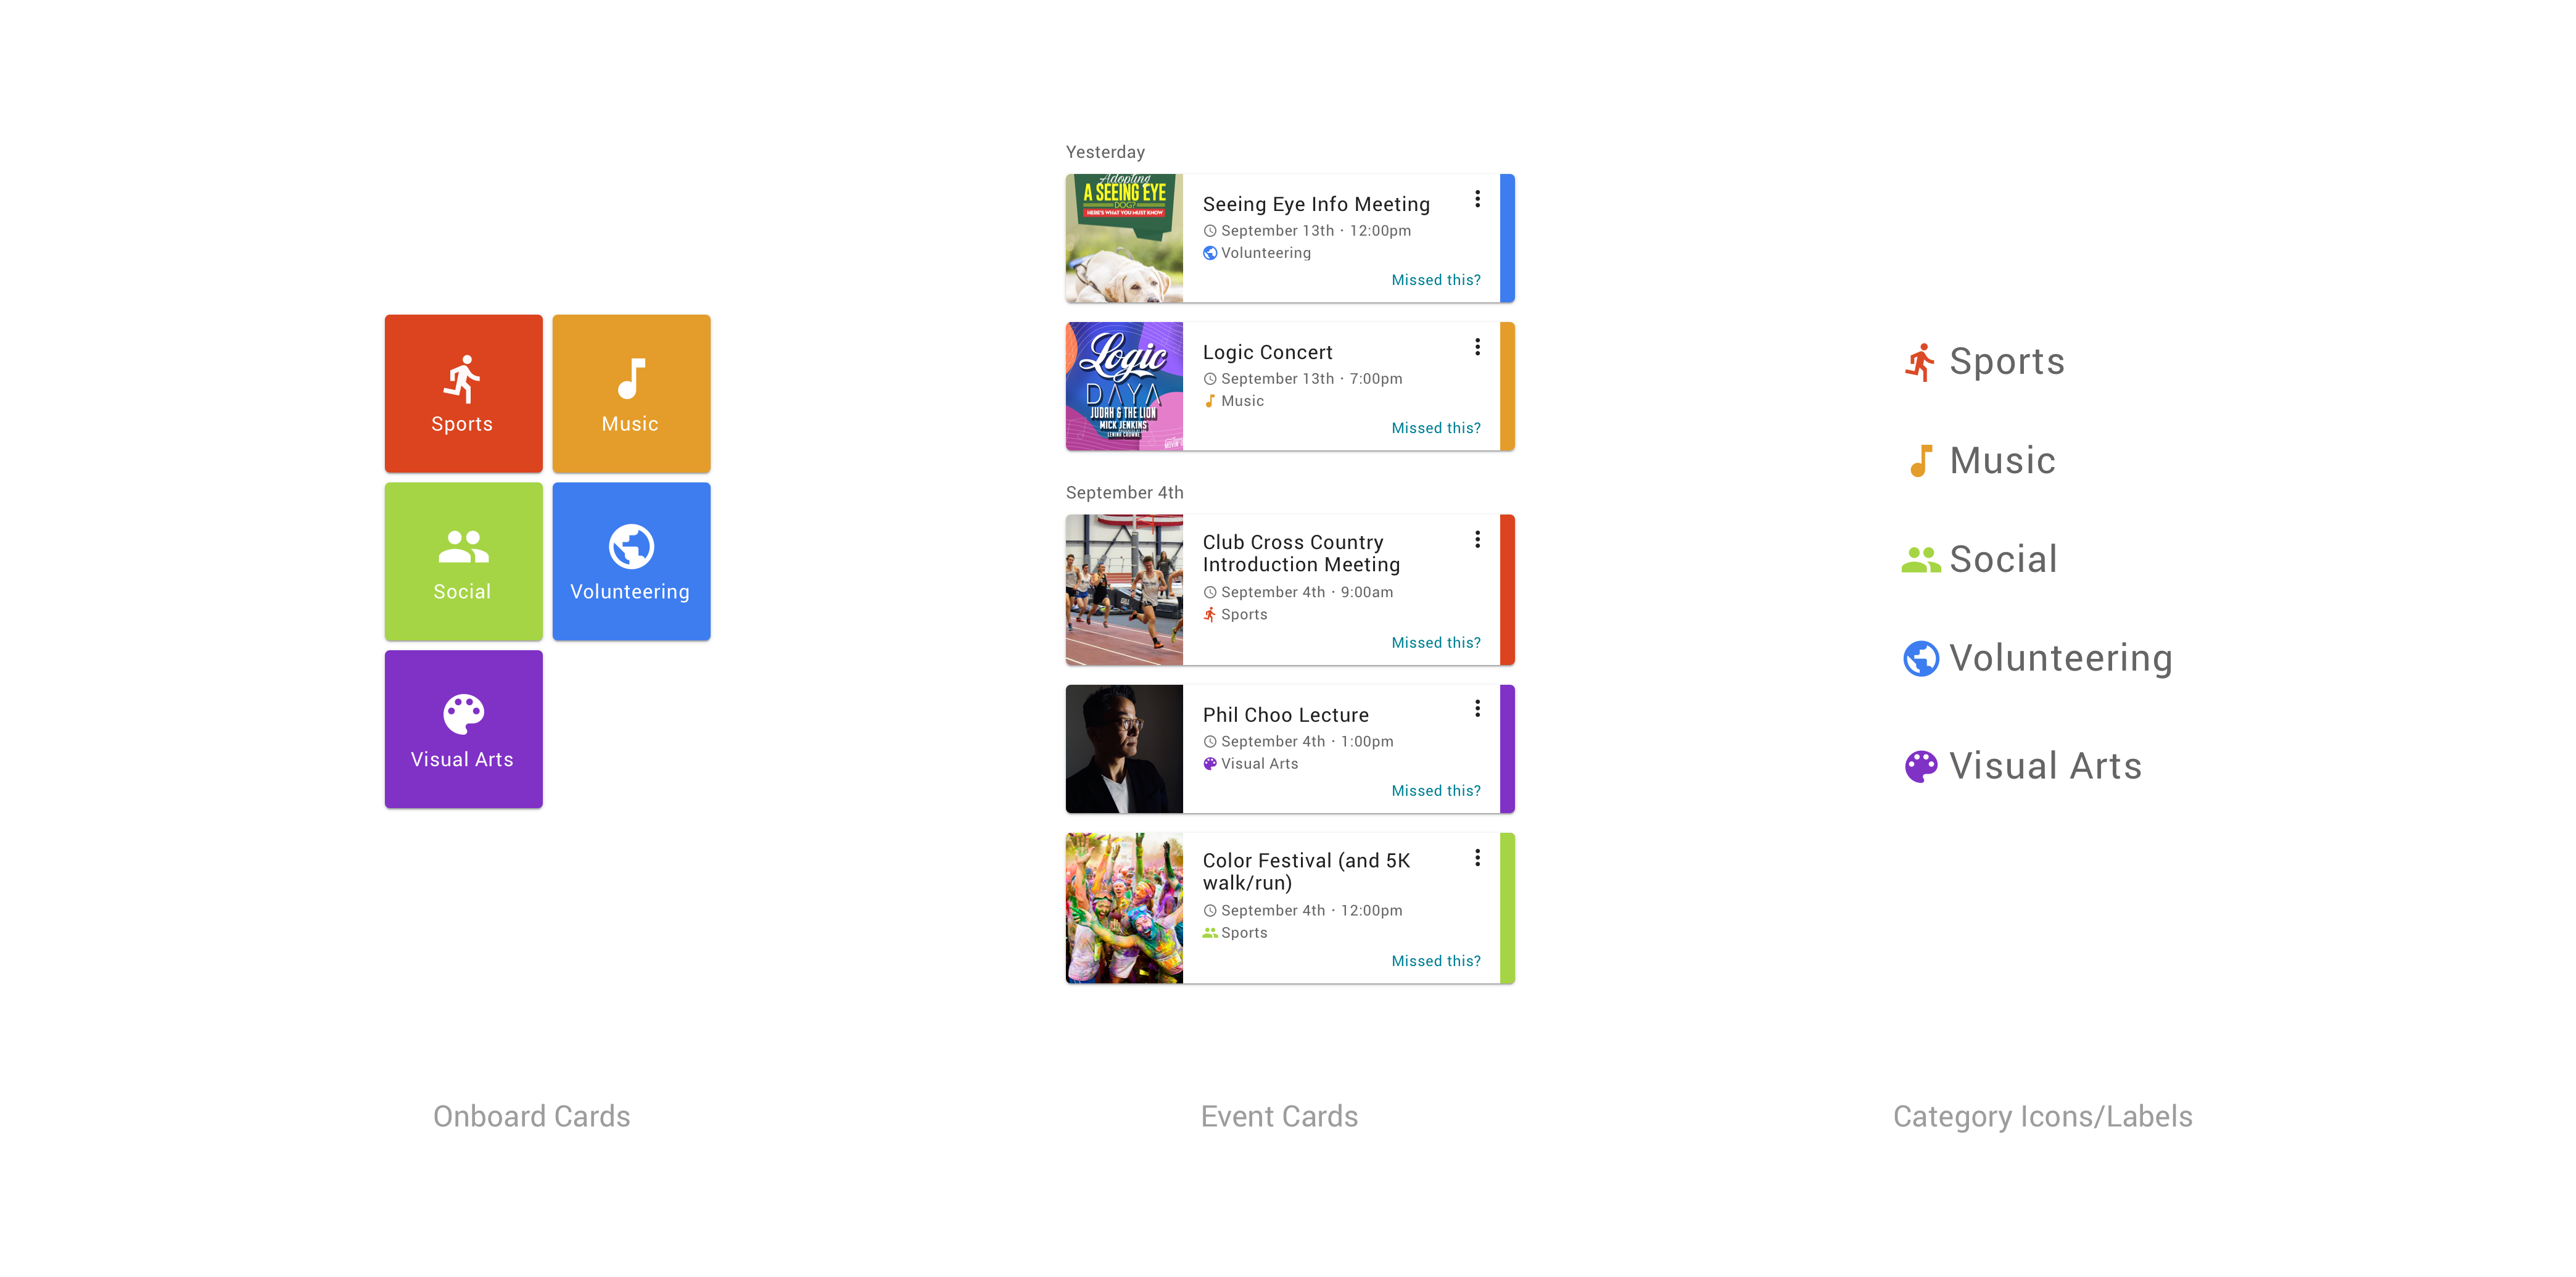 Sports
Music
Social
Volunteering
Visual Arts
Onboard Cards
Yesterday
Adopting
A SEEING EYE
DOG?
HERE'S WHAT YOU MUST KNOW
Seeing Eye Info Meeting
September 13th · 12:00pm
Volunteering
Missed this?
Logic
DAYA
JUDAH & THE LION
MICK JENKINS
Logic Concert
September 13th · 7:00pm
Music
Missed this?
September 4th
Club Cross Country
Introduction Meeting
September 4th · 9:00am
Sports
Missed this?
Phil Choo Lecture
September 4th · 1:00pm
Visual Arts
Missed this?
Color Festival (and 5K
walk/run)
September 4th · 12:00pm
Sports
Missed this?
Event Cards
Sports
Music
Social
Volunteering
Visual Arts
Category Icons/Labels